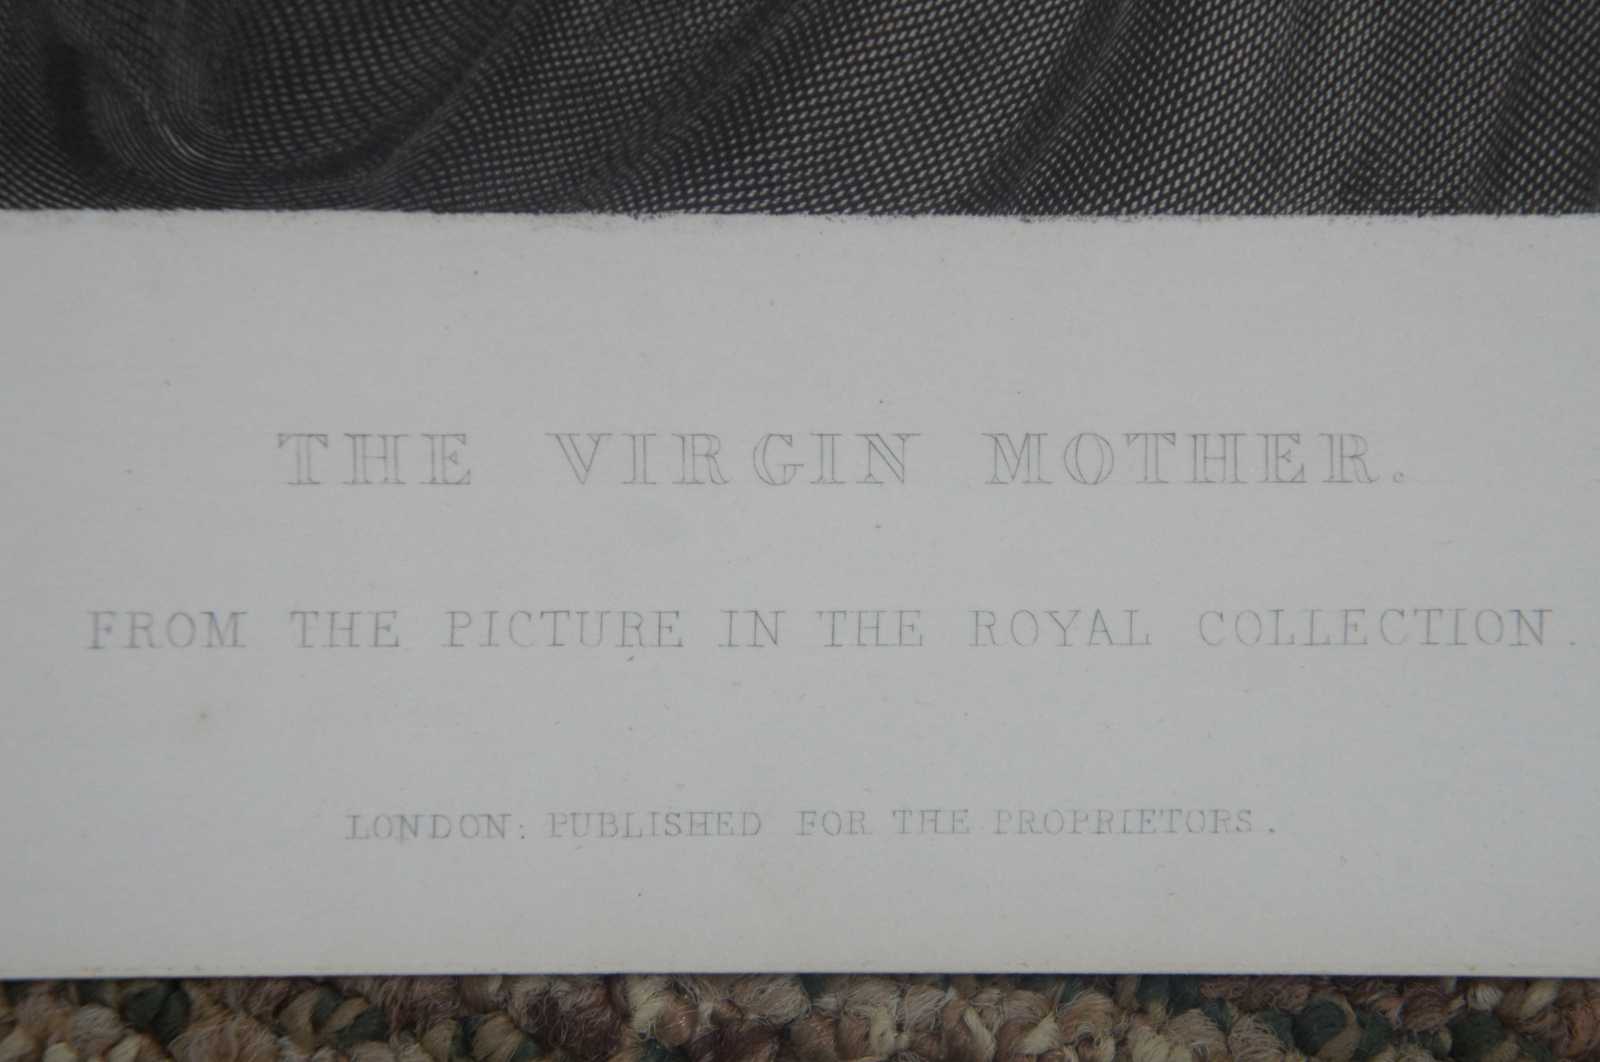 THE VIRGIN MOTHER.
FROM THE PICTURE IN THE ROYAL COLLECTION.
LONDON: PUBLISHED FOR THE PROPRIETORS.